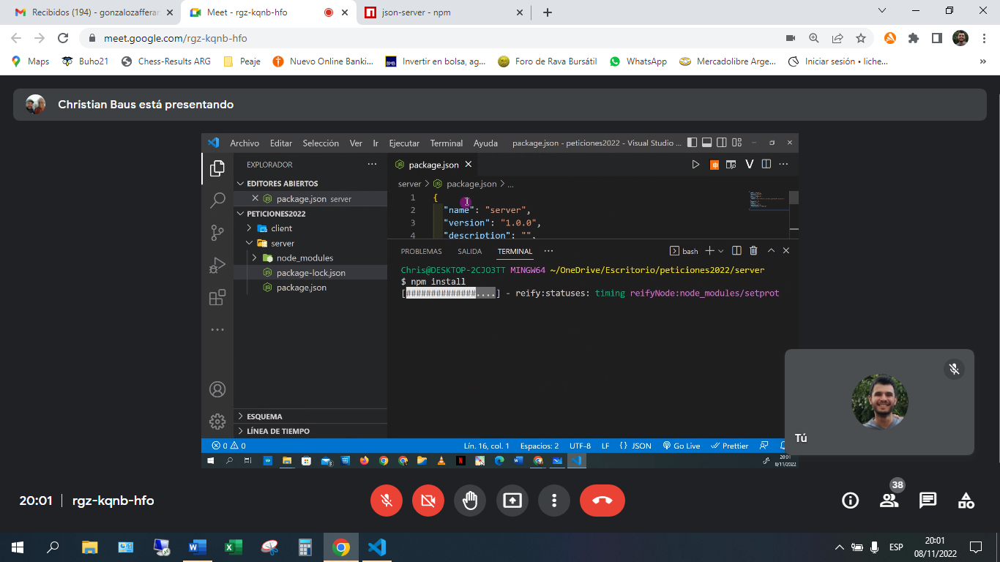 Recibidos (194) - gonzalozafferar
Meet - rgz-kqnb-hfo
json-server - npm
meet.google.com/rgz-kqnb-hfo
Maps
Buho21
Chess-Results ARG
Peaje
Nuevo Online Banki...
BMB
Invertir en bolsa, ag...
Foro de Rava Bursátil
WhatsApp
Mercadolibre Arge...
Iniciar sesión • liche...
»
Christian Baus está presentando
Archivo Editar Selección Ver Ir Ejecutar Terminal Ayuda
package.json - peticiones2022 - Visual Studio ...
EXPLORADOR
package.json
EDITORES ABIERTOS
package.json server
PETICIONES2022
client
server
node_modules
package-lock.json
package.json
server > package.json > ...
1 {
2 "name": "server",
3 "version": "1.0.0",
4 "description": "",
PROBLEMAS SALIDA TERMINAL ... bash
Chris@DESKTOP-2CJO3TT MINGW64 ~/OneDrive/Escritorio/peticiones2022/server
$ npm install
[##############....] - reify:statuses: timing reifyNode:node_modules/setprot
ESQUEMA
LÍNEA DE TIEMPO
0 0
Lín. 16, col. 1 Espacios: 2 UTF-8 LF {} JSON Go Live Prettier
20:01
8/11/2022
Tú
20:01 | rgz-kqnb-hfo
38
ESP
20:01
08/11/2022